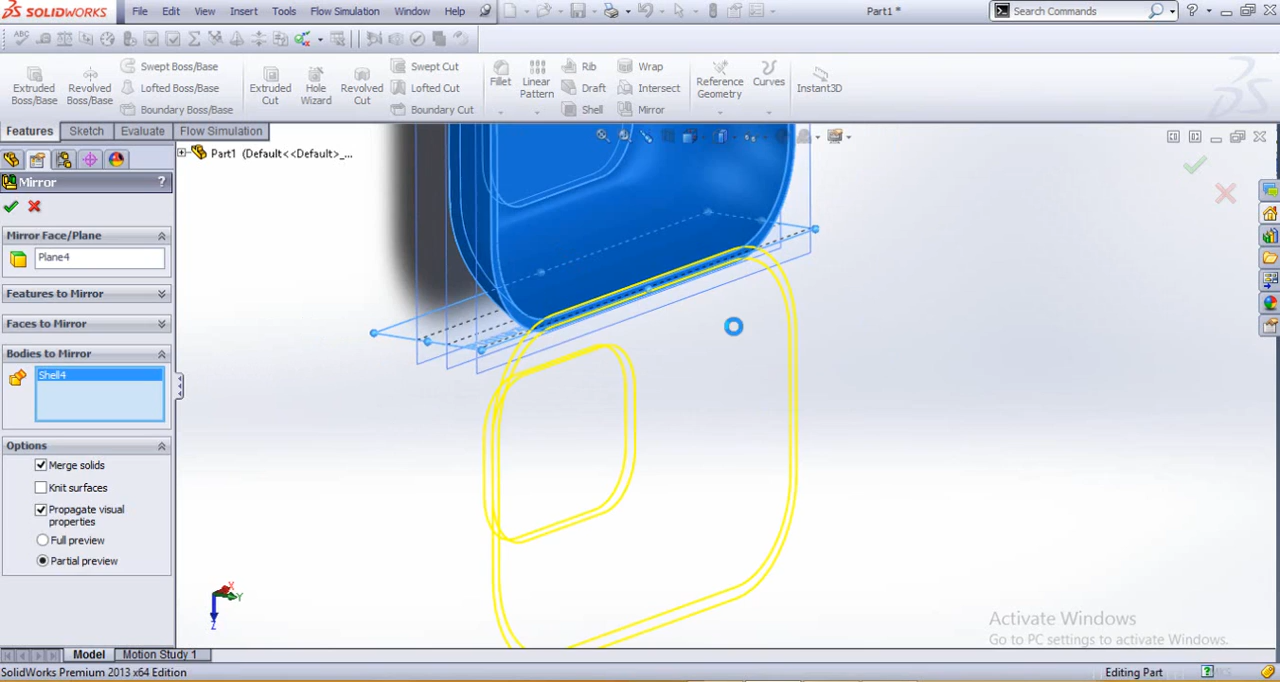 SOLIDWORKS File Edit View Insert Tools Flow Simulation Window Help Part1 * Search Commands
Extruded Boss/Base
Revolved Boss/Base
Swept Boss/Base
Lofted Boss/Base
Boundary Boss/Base
Extruded Cut
Hole Wizard
Revolved Cut
Swept Cut
Lofted Cut
Boundary Cut
Fillet
Linear Pattern
Rib
Draft
Shell
Wrap
Intersect
Mirror
Reference Geometry
Curves
Instant3D
Features Sketch Evaluate Flow Simulation
Part1 (Default<<Default>_...
Mirror ?
Mirror Face/Plane
Plane4
Features to Mirror
Faces to Mirror
Bodies to Mirror
Shell4
Options
Merge solids
Knit surfaces
Propagate visual
properties
Full preview
Partial preview
X
Y
Z
Activate Windows
Go to PC settings to activate Windows.
Model Motion Study 1
SolidWorks Premium 2013 x64 Edition Editing Part